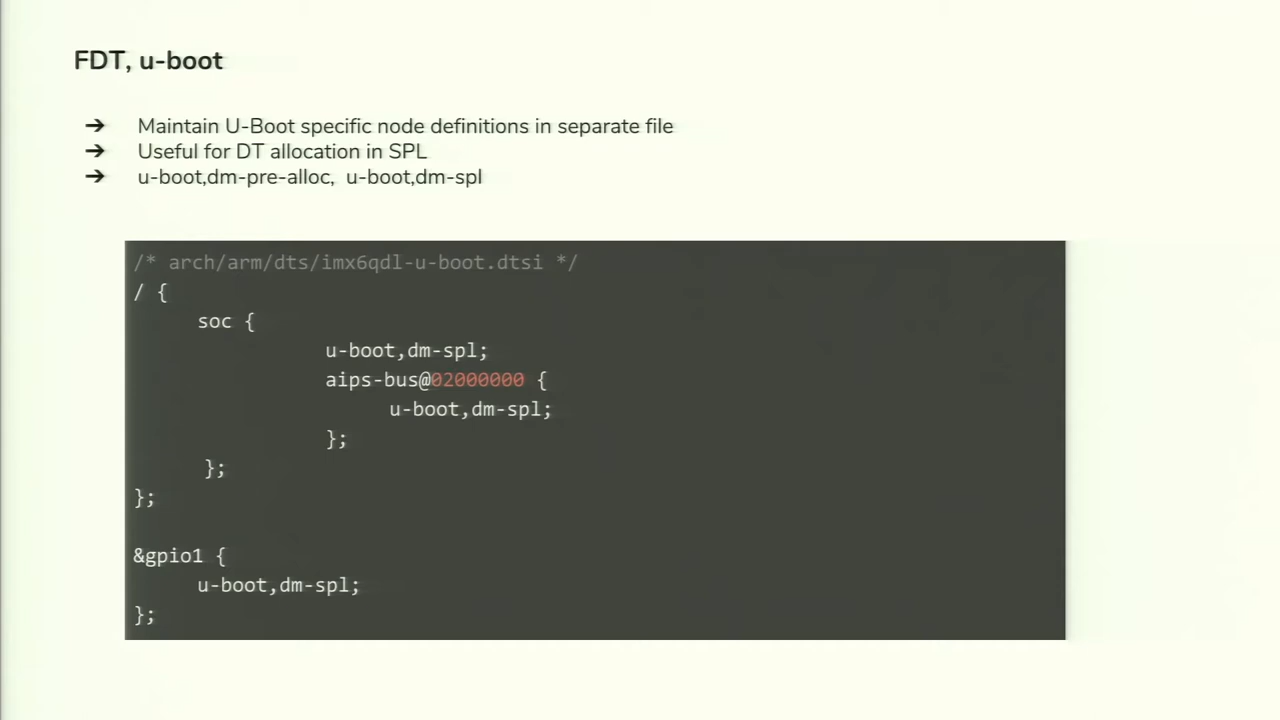 FDT, u-boot
➔ Maintain U-Boot specific node definitions in separate file
➔ Useful for DT allocation in SPL
➔ u-boot,dm-pre-alloc, u-boot,dm-spl
/* arch/arm/dts/imx6qdl-u-boot.dtsi */
/ {
soc {
u-boot,dm-spl;
aips-bus@02000000 {
u-boot,dm-spl;
};
};
};
&gpio1 {
u-boot,dm-spl;
};